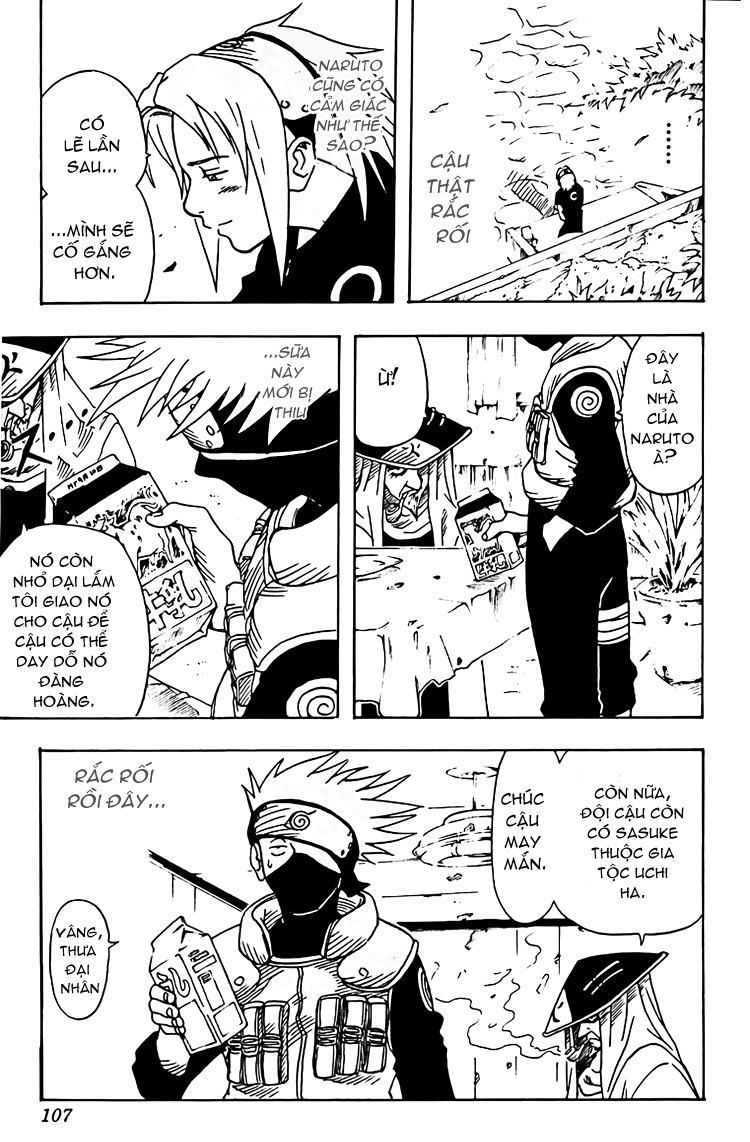 ......
CẬU
THẬT
RẮC
RỐI
NARUTO
CŨNG CÓ
CẢM GIÁC
NHƯ THẾ
SAO?
CÓ
LẼ LẦN
SAU...
...MÌNH SẼ
CỐ GẮNG
HƠN.
ĐÂY
LÀ
NHÀ
CỦA
NARUTO
À?
Ừ!
...SỮA
NÀY
MỚI BỊ
THIU
NÓ CÒN
NHỎ DẠI LẮM
TÔI GIAO NÓ
CHO CẬU ĐỂ
CẬU CÓ THỂ
DAY DỖ NÓ
ĐÀNG
HOÀNG.
CÒN NỮA,
ĐỘI CẬU CÒN
CÓ SASUKE
THUỘC GIA
TỘC UCHI
HA.
CHÚC
CẬU
MAY
MẮN.
RẮC RỐI
RỒI ĐÂY...
VÂNG,
THƯA
ĐẠI
NHÂN
107